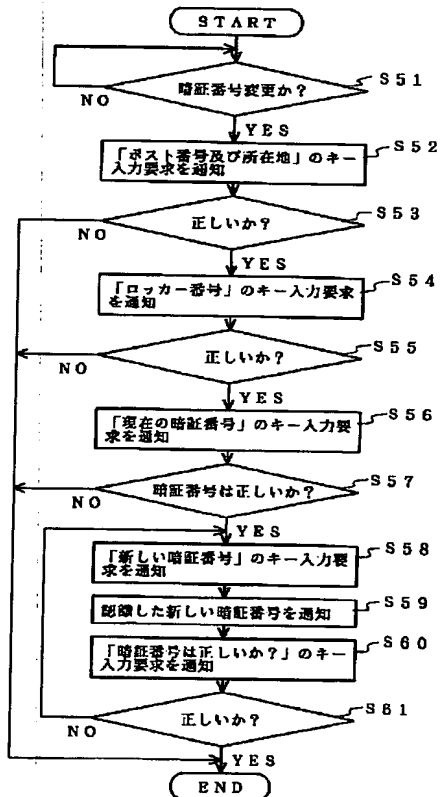 START
S51
暗証番号変更か?
NO
YES
S52
「ポスト番号及び所在地」のキー
入力要求を通知
S53
正しいか?
NO
YES
S54
「ロッカー番号」のキー入力要求
を通知
S55
正しいか?
NO
YES
S56
「現在の暗証番号」のキー入力要
求を通知
S57
暗証番号は正しいか?
NO
YES
S58
「新しい暗証番号」のキー入力要
求を通知
S59
認識した新しい暗証番号を通知
S60
「暗証番号は正しいか?」のキー
入力要求を通知
S61
正しいか?
NO
YES
END